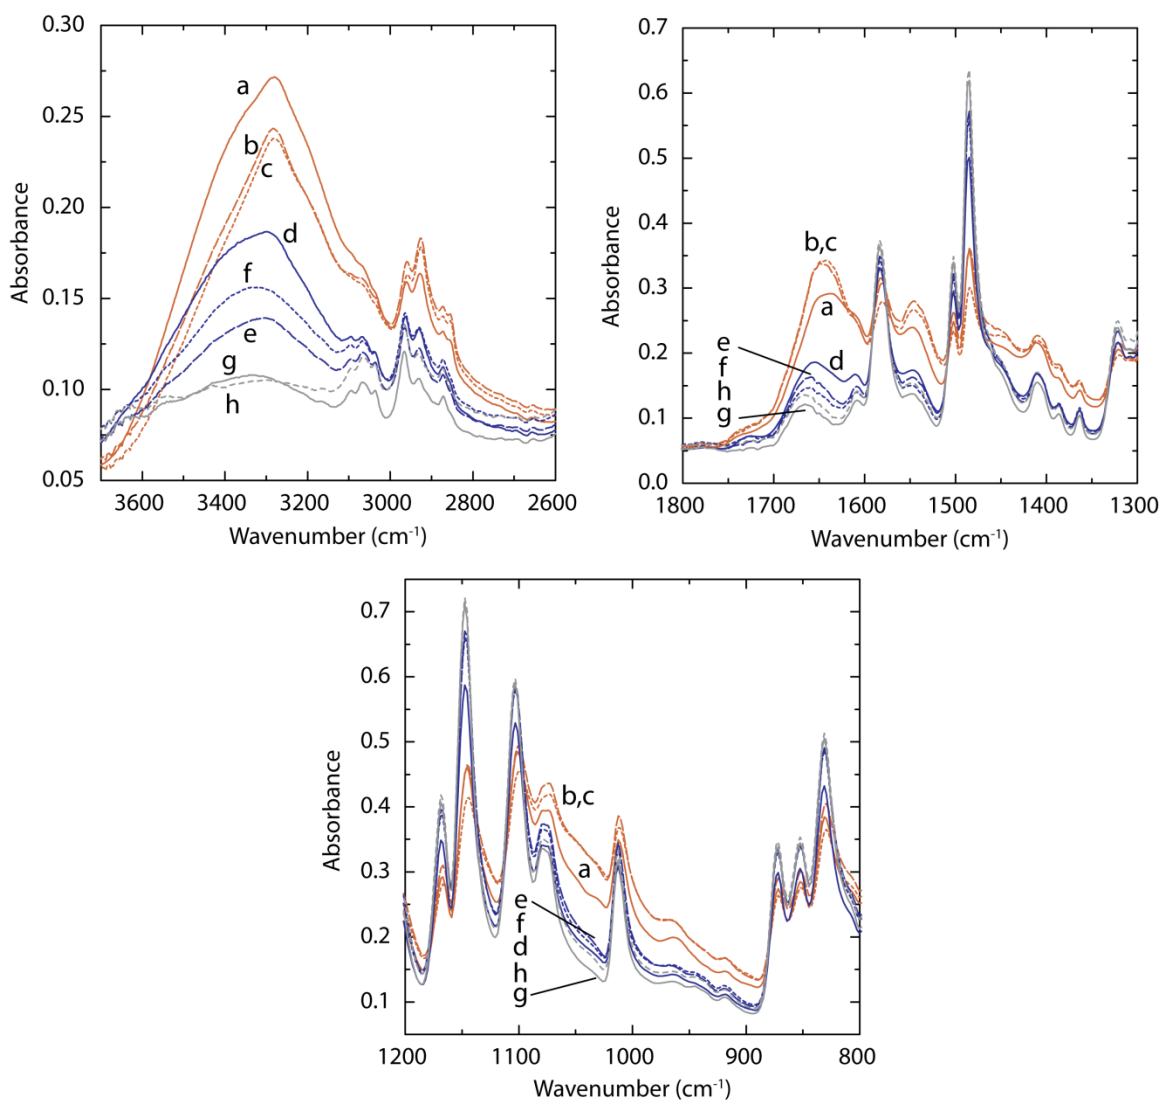 0.30
0.25
0.20
0.15
0.10
0.05
Absorbance
a
b
c
d
f
e
g
h
3600 3400 3200 3000 2800 2600
Wavenumber (cm-1)
0.7
0.6
0.5
0.4
0.3
0.2
0.1
0.0
Absorbance
b,c
a
e
d
f
h
g
1800 1700 1600 1500 1400 1300
Wavenumber (cm-1)
0.7
0.6
0.5
0.4
0.3
0.2
0.1
Absorbance
b,c
a
e
f
d
h
g
1200 1100 1000 900 800
Wavenumber (cm-1)